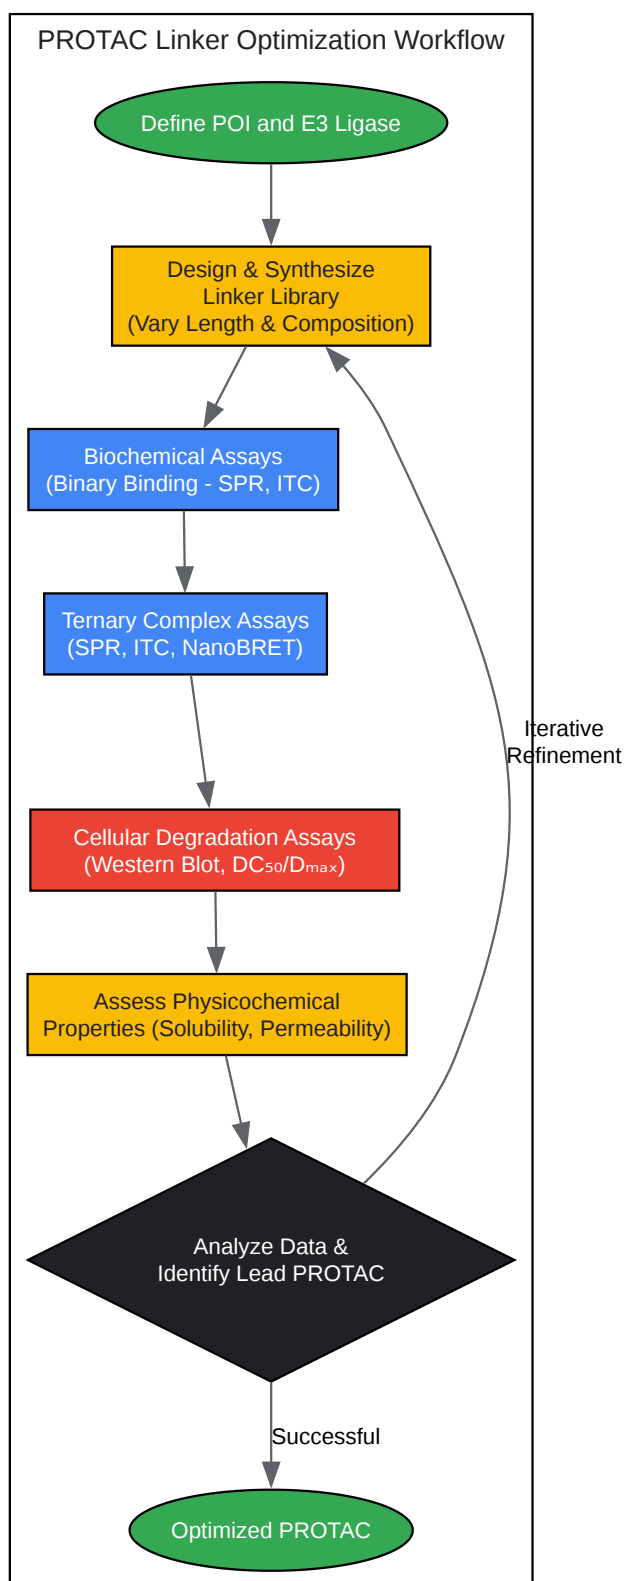 PROTAC Linker Optimization Workflow
Define POI and E3 Ligase
Design & Synthesize
Linker Library
(Vary Length & Composition)
Biochemical Assays
(Binary Binding - SPR, ITC)
Ternary Complex Assays
(SPR, ITC, NanoBRET)
Iterative
Refinement
Cellular Degradation Assays
(Western Blot, DC₅₀/Dₘₐₓ)
Assess Physicochemical
Properties (Solubility, Permeability)
Analyze Data &
Identify Lead PROTAC
Successful
Optimized PROTAC